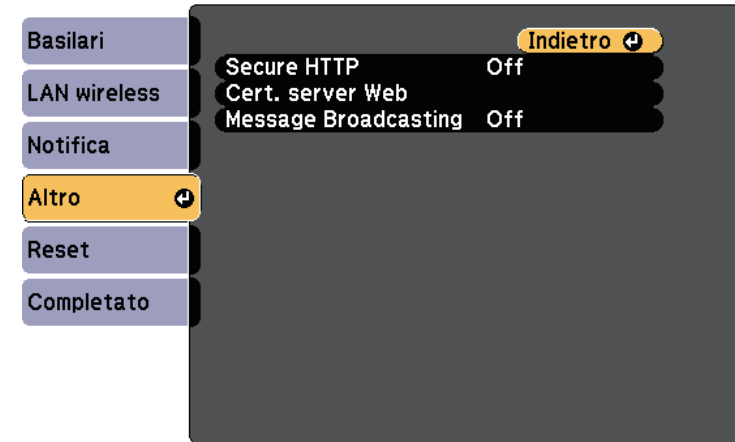 Basilari
LAN wireless
Notifica
Altro
Reset
Completato
Indietro
Secure HTTP Off
Cert. server Web
Message Broadcasting Off